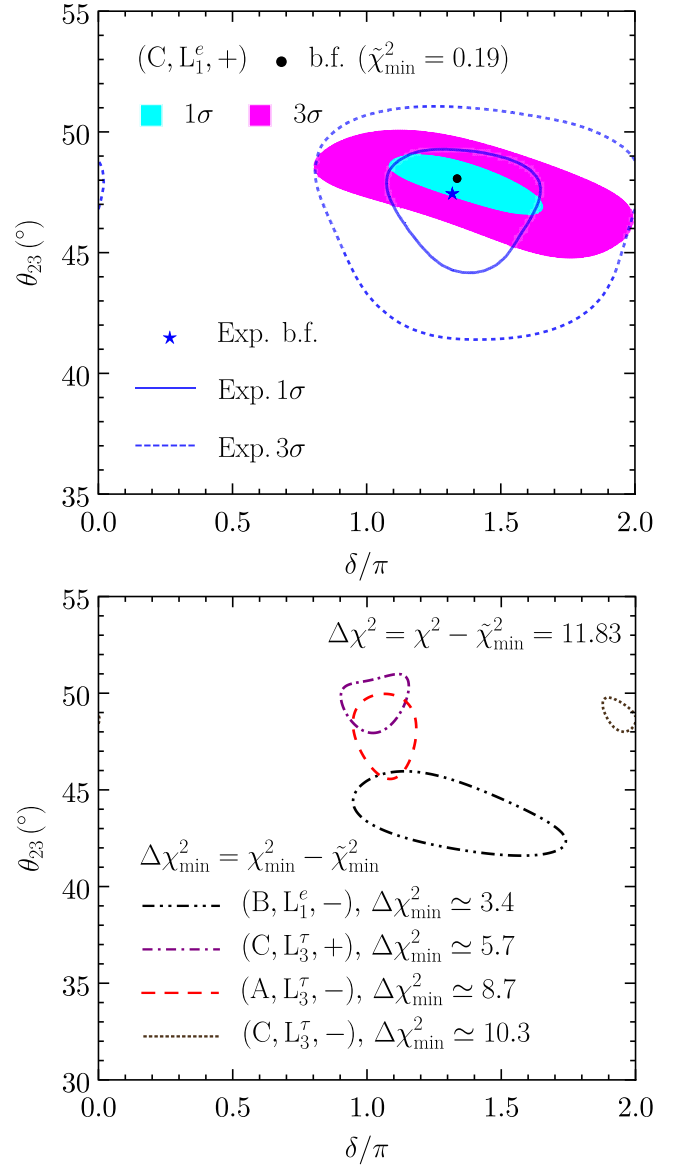 55
(C, L₁ᵉ, +) b.f. (χ̃²min = 0.19)
1σ 3σ
50
45
θ₂₃ (°)
Exp. b.f.
40
Exp. 1σ
Exp. 3σ
35
0.0 0.5 1.0 1.5 2.0
δ/π
55
Δχ² = χ² − χ̃²min = 11.83
50
45
θ₂₃ (°)
Δχ²min = χ²min − χ̃²min
40
(B, L₁ᵉ, −), Δχ²min ≃ 3.4
(C, L₃^τ, +), Δχ²min ≃ 5.7
35
(A, L₃^τ, −), Δχ²min ≃ 8.7
(C, L₃^τ, −), Δχ²min ≃ 10.3
30
0.0 0.5 1.0 1.5 2.0
δ/π